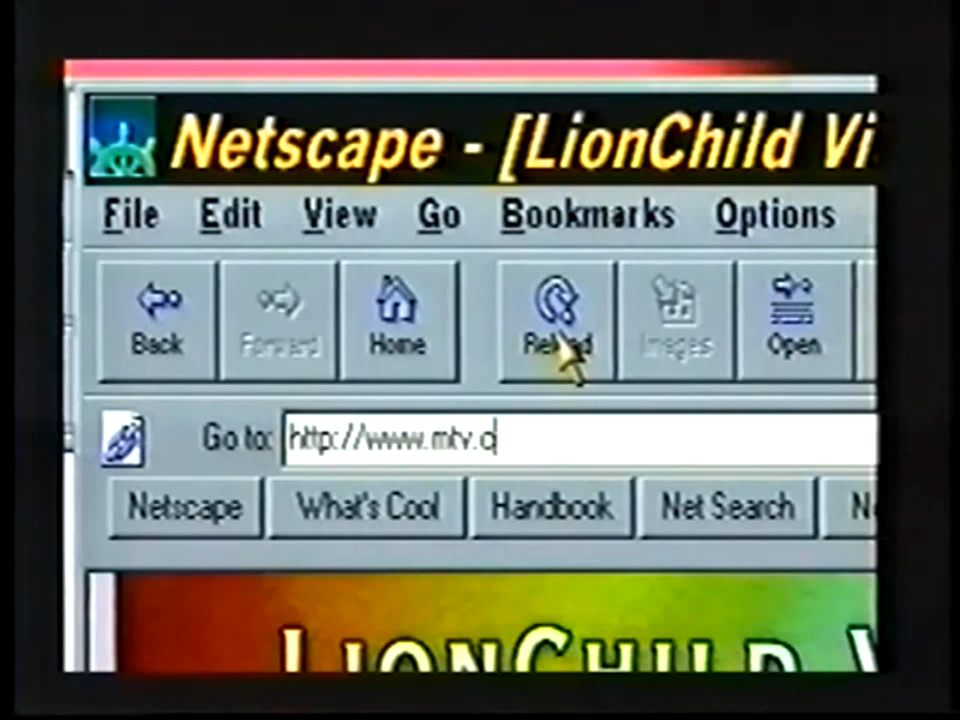 Netscape - [LionChild Vi
File Edit View Go Bookmarks Options
Back Forward Home Reload Images Open
Go to: http://www.mtv.c
Netscape What's Cool Handbook Net Search
LIONCHILD